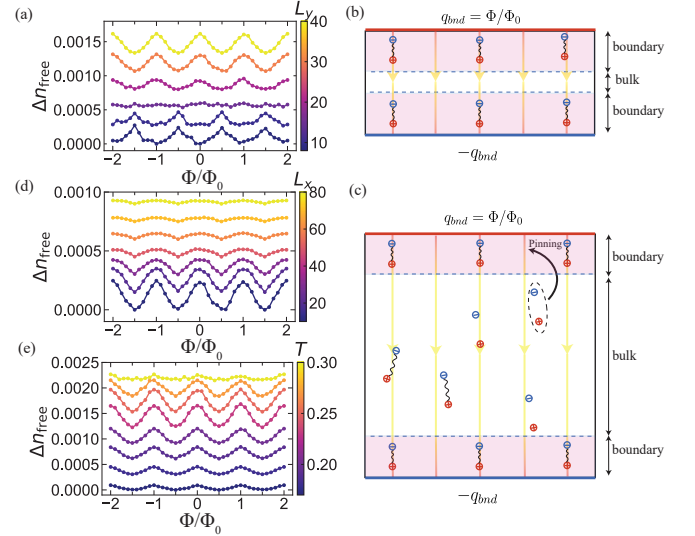 (a)
Δn_free
0.0015
0.0010
0.0005
0.0000
−2 −1 0 1 2
Φ/Φ_0
L_y
40
30
20
10
(b)
q_bnd = Φ/Φ_0
boundary
bulk
boundary
−q_bnd
(d)
Δn_free
0.0010
0.0005
0.0000
−2 −1 0 1 2
Φ/Φ_0
L_x
80
60
40
20
(c)
q_bnd = Φ/Φ_0
Pinning
boundary
bulk
boundary
−q_bnd
(e)
Δn_free
0.0025
0.0020
0.0015
0.0010
0.0005
0.0000
−2 −1 0 1 2
Φ/Φ_0
T
0.30
0.25
0.20